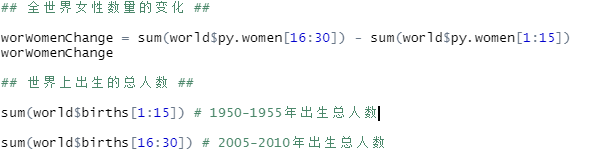 ## 全世界女性数量的变化 ##
worWomenChange = sum(world$py.women[16:30]) - sum(world$py.women[1:15])
worWomenChange
## 世界上出生的总人数 ##
sum(world$births[1:15]) # 1950-1955年出生总人数
sum(world$births[16:30]) # 2005-2010年出生总人数